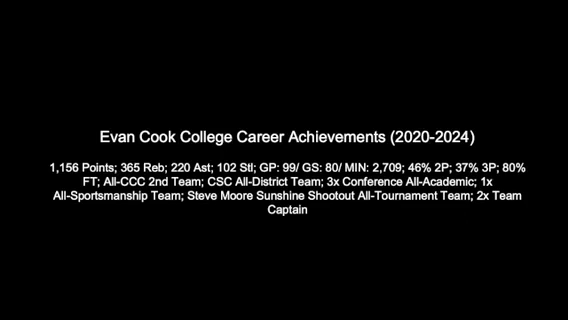 Evan Cook College Career Achievements (2020-2024)
1,156 Points; 365 Reb; 220 Ast; 102 Stl; GP: 99/ GS: 80/ MIN: 2,709; 46% 2P; 37% 3P; 80%
FT; All-CCC 2nd Team; CSC All-District Team; 3x Conference All-Academic; 1x
All-Sportsmanship Team; Steve Moore Sunshine Shootout All-Tournament Team; 2x Team
Captain